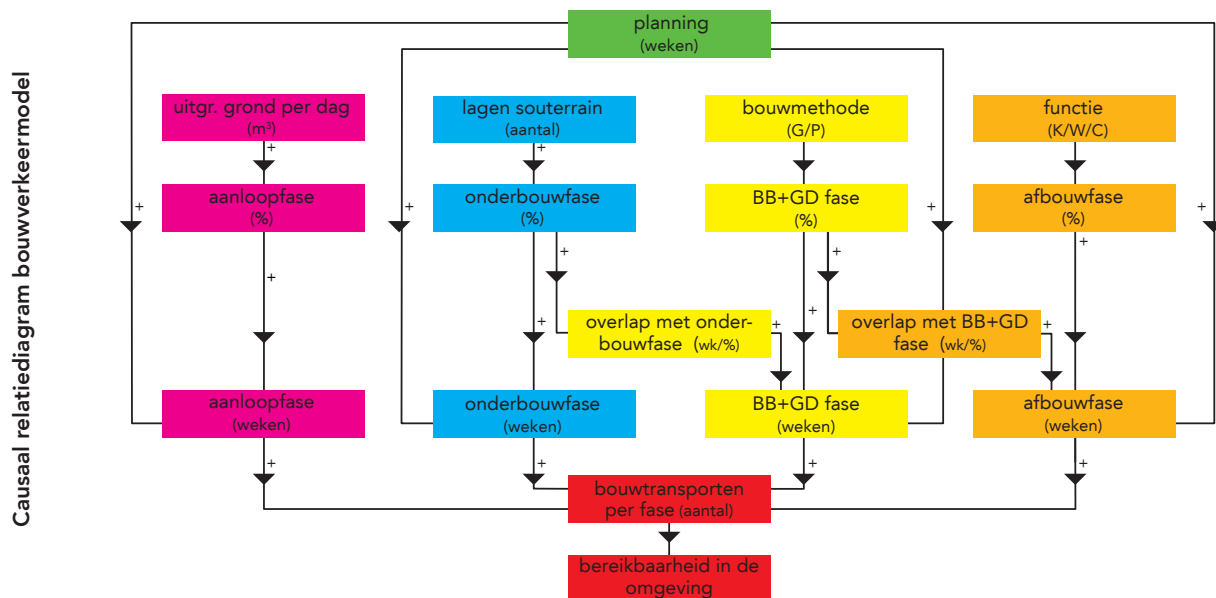 Causaal relatiediagram bouwverkeermodel
planning
(weken)
uitgr. grond per dag
(m³)
lagen souterrain
(aantal)
bouwmethode
(G/P)
functie
(K/W/C)
+
+
+
+
+
+
aanloopfase
(%)
onderbouwfase
(%)
BB+GD fase
(%)
afbouwfase
(%)
+
+
+
+
overlap met onder-
bouwfase (wk/%)
overlap met BB+GD
fase (wk/%)
+
+
+
+
aanloopfase
(weken)
onderbouwfase
(weken)
BB+GD fase
(weken)
afbouwfase
(weken)
+
+
+
+
bouwtransporten
per fase (aantal)
bereikbaarheid in de
omgeving